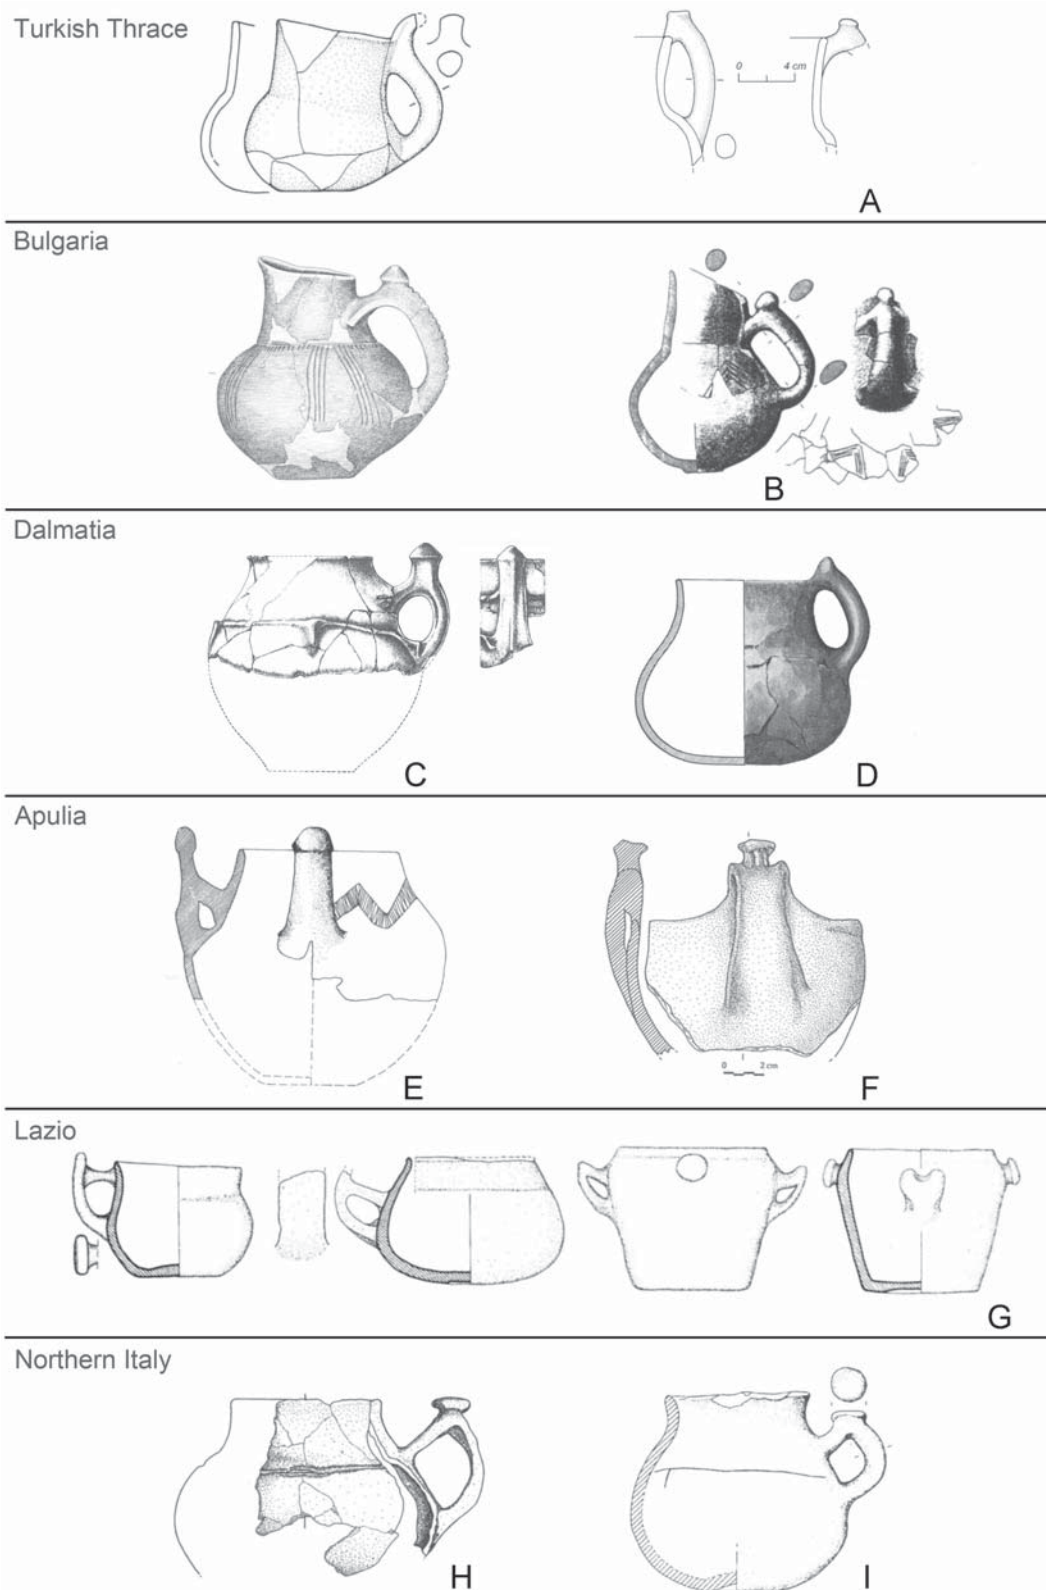 Turkish Thrace
0 4 cm
A
Bulgaria
B
Dalmatia
C
D
Apulia
E
0 2 cm
F
Lazio
G
Northern Italy
H
I